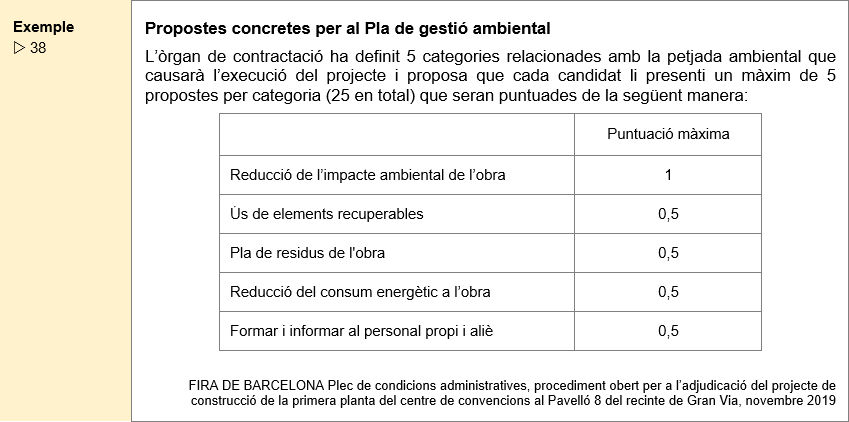 Exemple
▷ 38
Propostes concretes per al Pla de gestió ambiental
L’òrgan de contractació ha definit 5 categories relacionades amb la petjada ambiental que
causarà l’execució del projecte i proposa que cada candidat li presenti un màxim de 5
propostes per categoria (25 en total) que seran puntuades de la següent manera:
Puntuació màxima
Reducció de l’impacte ambiental de l’obra 1
Ús de elements recuperables 0,5
Pla de residus de l'obra 0,5
Reducció del consum energètic a l’obra 0,5
Formar i informar al personal propi i aliè 0,5
FIRA DE BARCELONA Plec de condicions administratives, procediment obert per a l’adjudicació del projecte de
construcció de la primera planta del centre de convencions al Pavelló 8 del recinte de Gran Via, novembre 2019